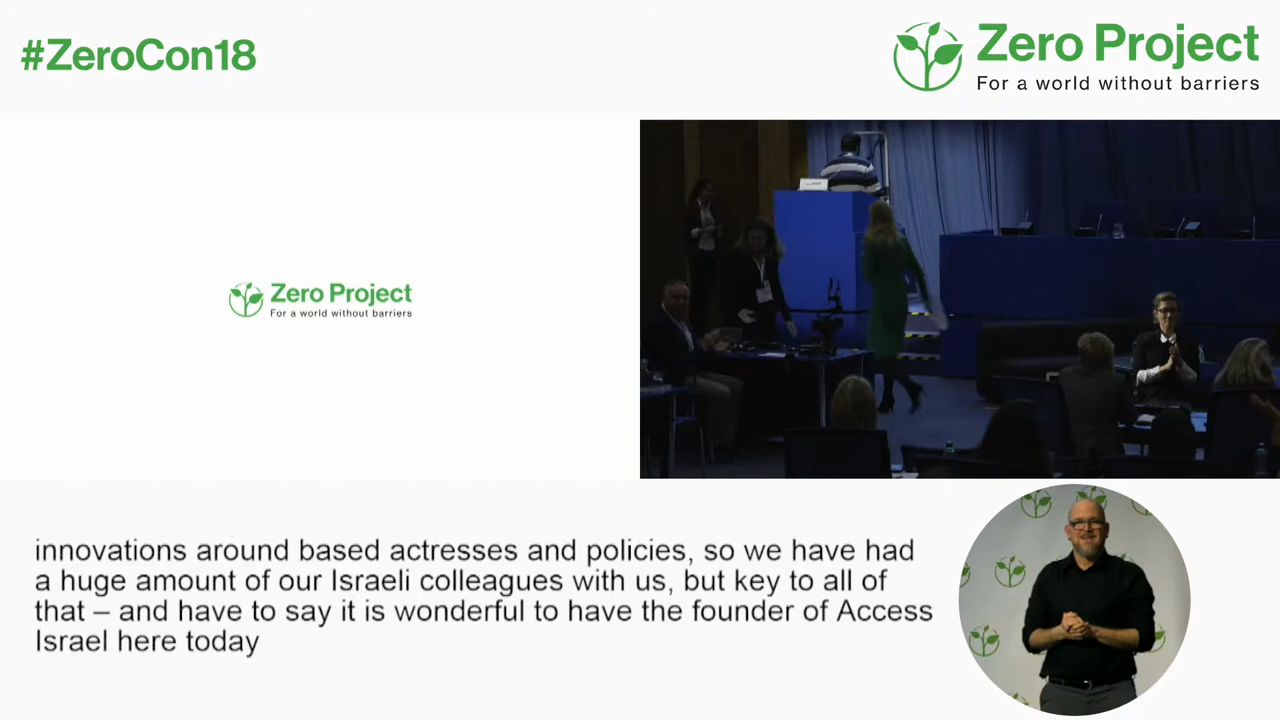 #ZeroCon18
Zero Project
For a world without barriers
Zero Project
For a world without barriers
innovations around based actresses and policies, so we have had
a huge amount of our Israeli colleagues with us, but key to all of
that – and have to say it is wonderful to have the founder of Access
Israel here today